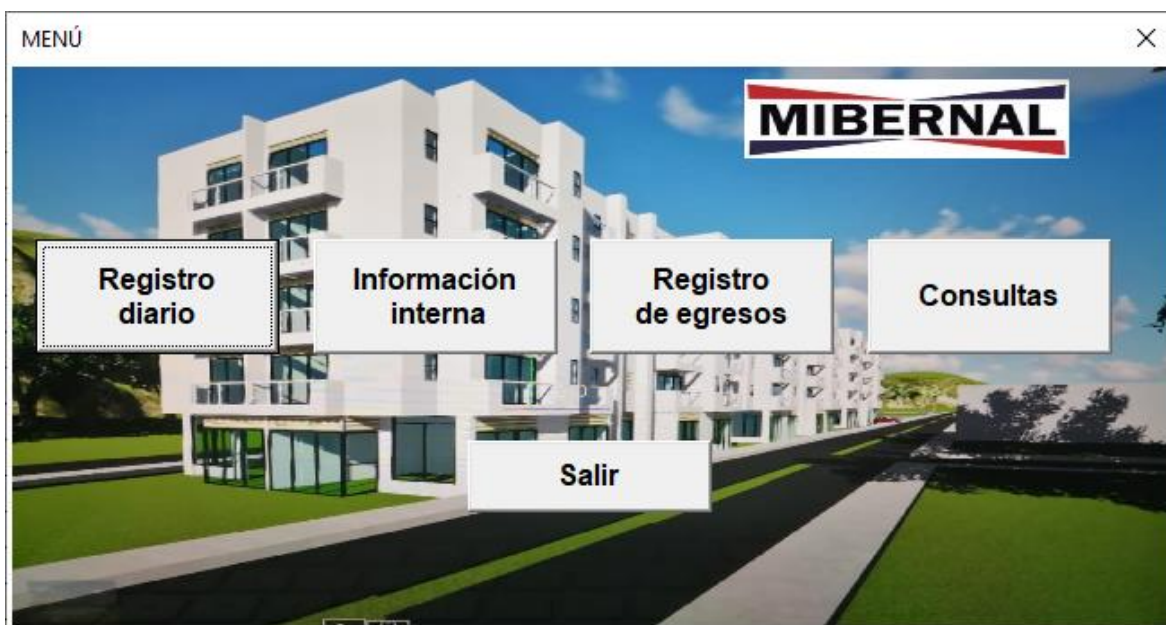 MENÚ
MIBERNAL
Registro
diario
Información
interna
Registro
de egresos
Consultas
Salir